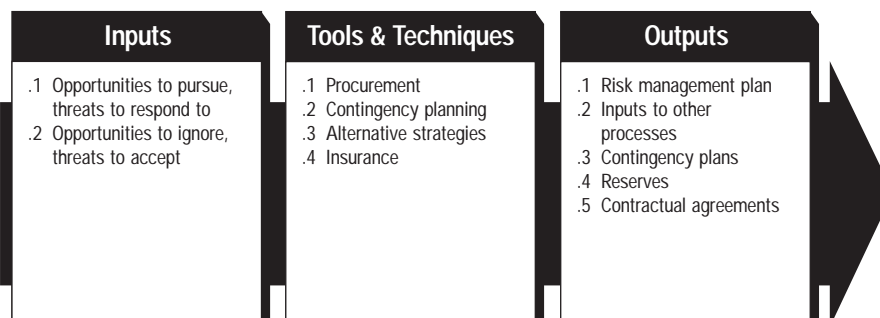 Inputs
.1 Opportunities to pursue,
threats to respond to
.2 Opportunities to ignore,
threats to accept
Tools & Techniques
.1 Procurement
.2 Contingency planning
.3 Alternative strategies
.4 Insurance
Outputs
.1 Risk management plan
.2 Inputs to other
processes
.3 Contingency plans
.4 Reserves
.5 Contractual agreements